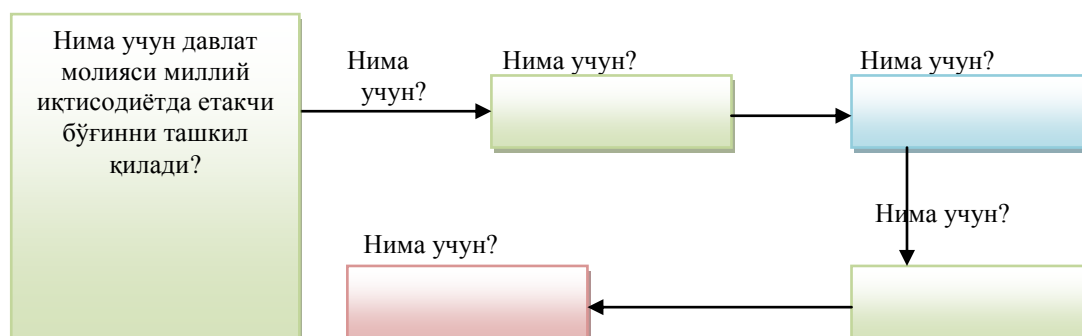 Нима учун давлат
молияси миллий
иқтисодиётда етакчи
бўғинни ташкил
қилади?
Нима
учун?
Нима учун?
Нима учун?
Нима учун?
Нима учун?